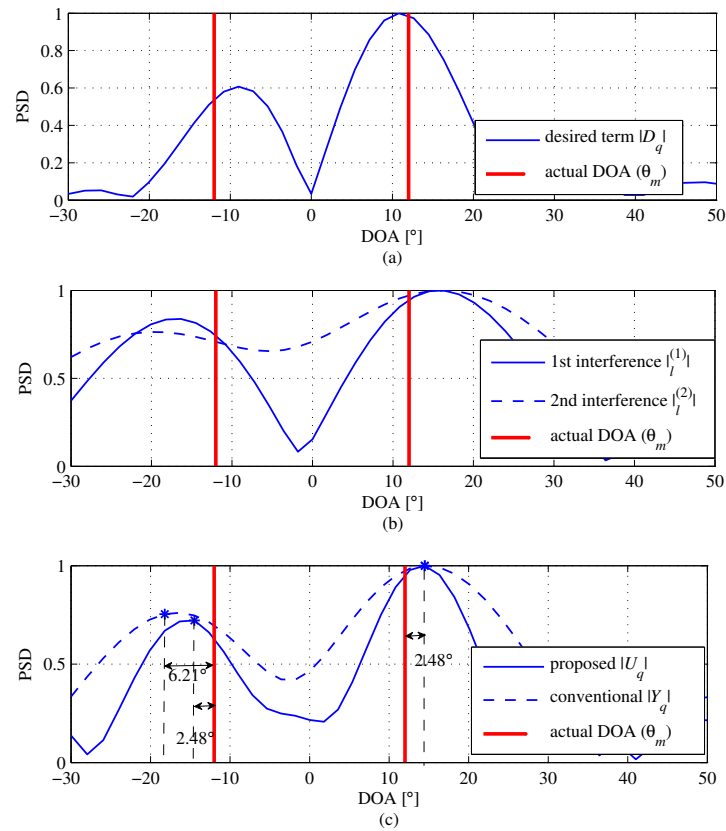 PSD
1
0.8
0.6
0.4
0.2
0
−30 −20 −10 0 10 20 30 40 50
DOA [°]
(a)
desired term |D_q|
actual DOA (θ_m)
PSD
1
0.5
0
−30 −20 −10 0 10 20 30 40 50
DOA [°]
(b)
1st interference |_l^(1)|
2nd interference |_l^(2)|
actual DOA (θ_m)
PSD
1
0.5
0
−30 −20 −10 0 10 20 30 40 50
DOA [°]
(c)
6.21°
2.48°
2.48°
proposed |U_q|
conventional |Y_q|
actual DOA (θ_m)